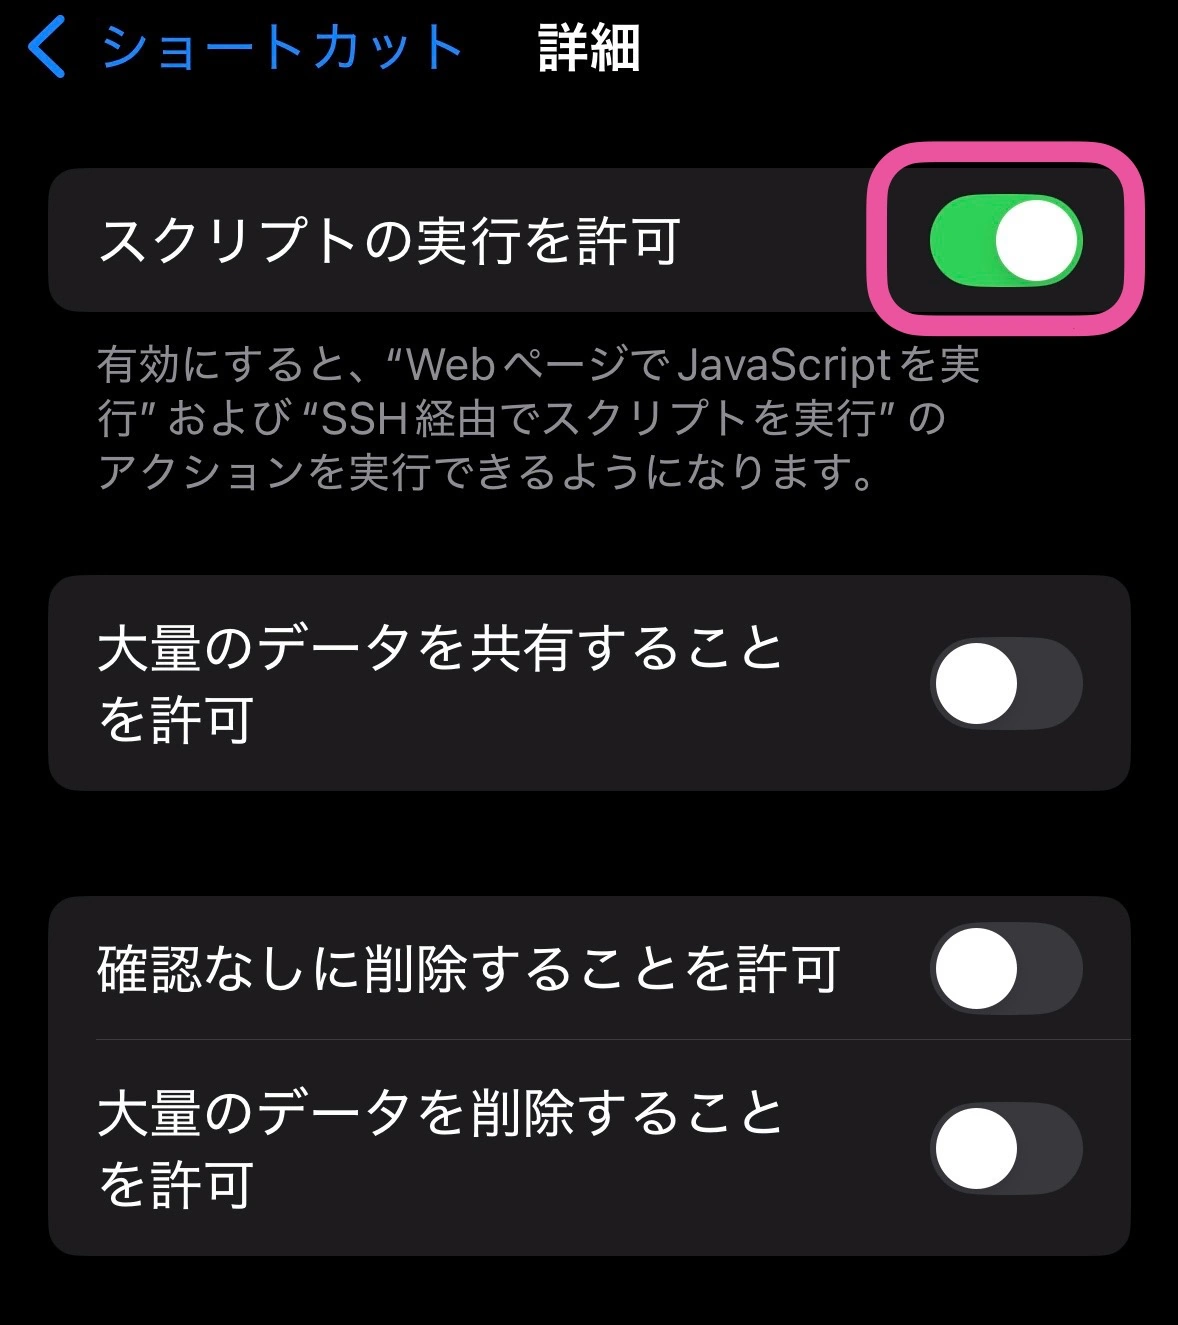 ショートカット 詳細
スクリプトの実行を許可
有効にすると、“WebページでJavaScriptを実
行” および “SSH経由でスクリプトを実行” の
アクションを実行できるようになります。
大量のデータを共有すること
を許可
確認なしに削除することを許可
大量のデータを削除すること
を許可